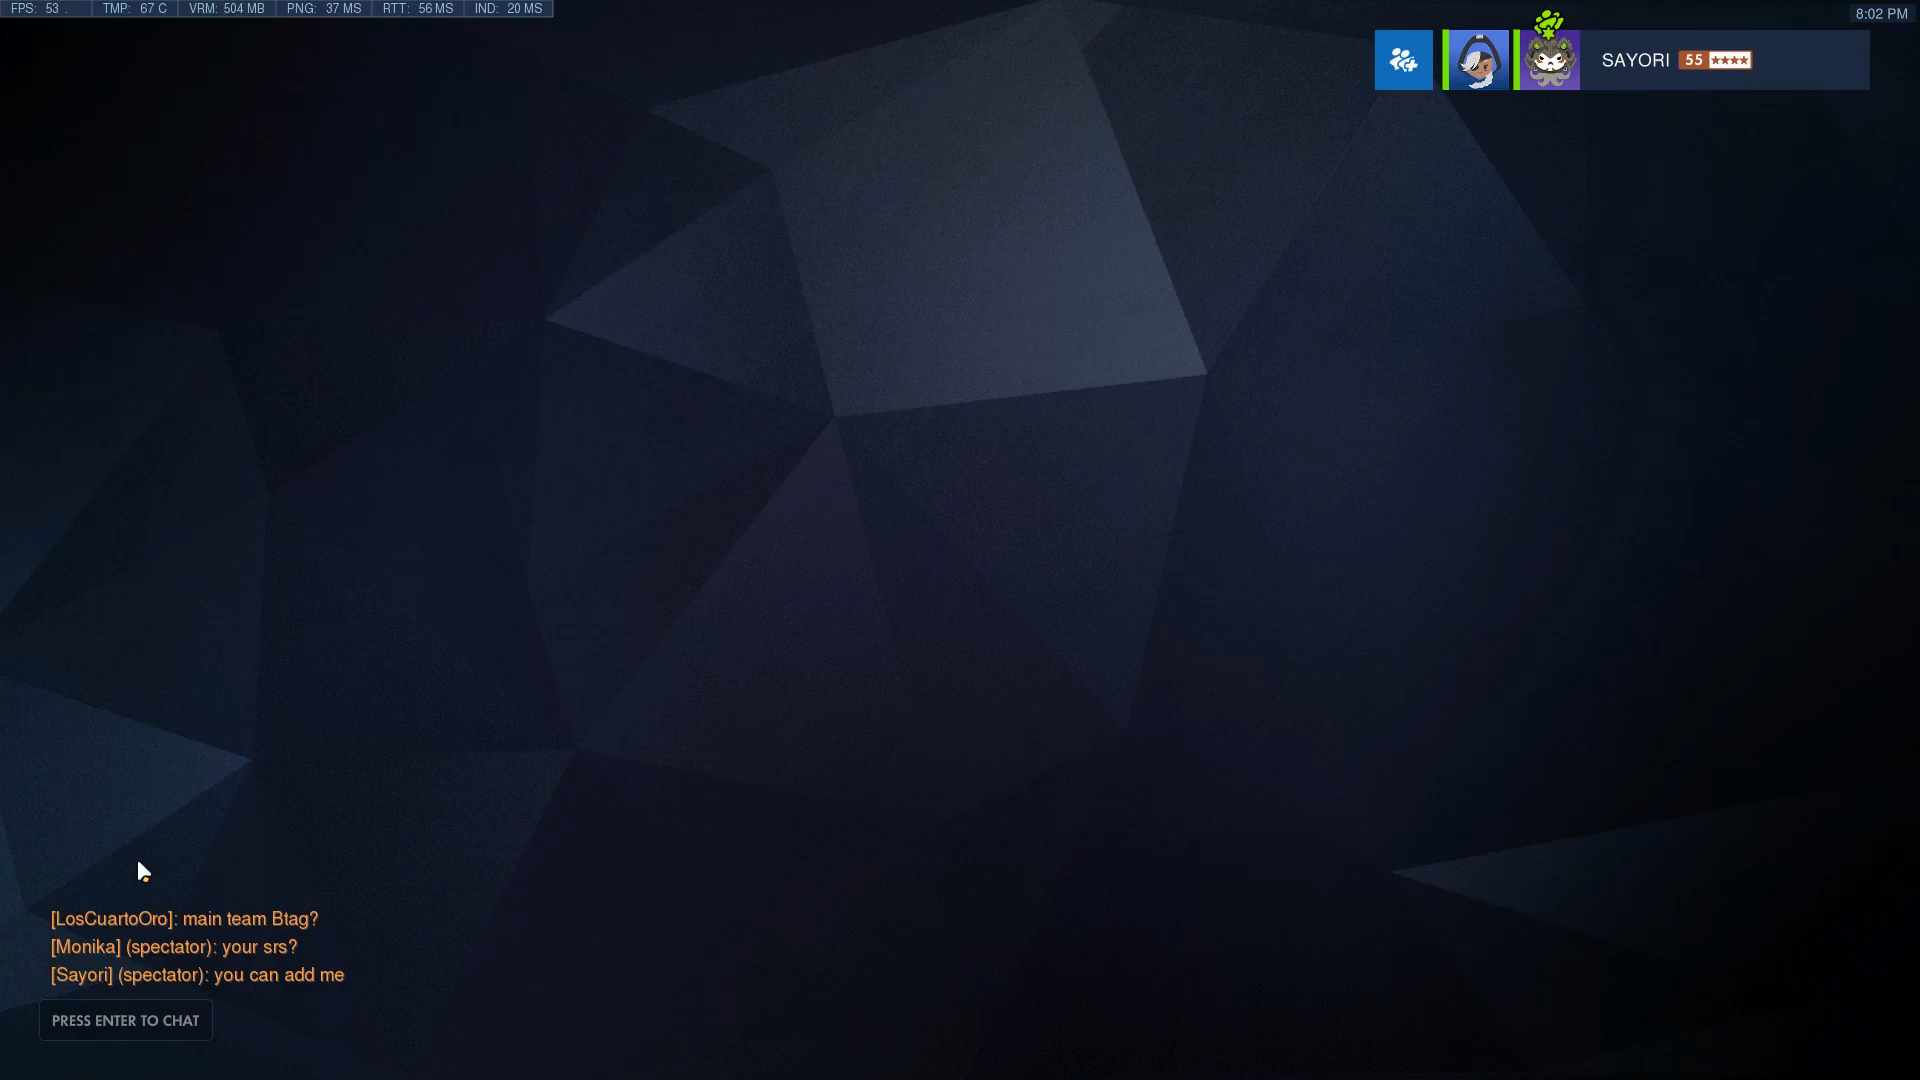 FPS: 53 . TMP: 67 C VRM: 504 MB PNG: 37 MS RTT: 56 MS IND: 20 MS
8:02 PM
SAYORI 55 ★★★★
[LosCuartoOro]: main team Btag?
[Monika] (spectator): your srs?
[Sayori] (spectator): you can add me
PRESS ENTER TO CHAT